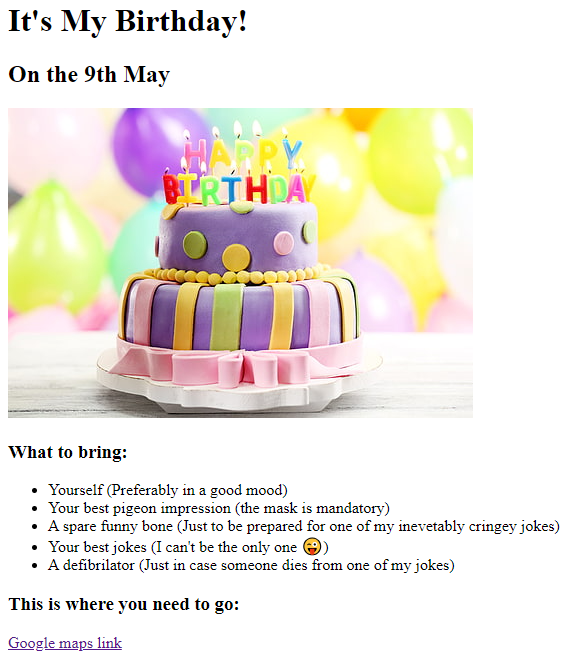 It's My Birthday!
On the 9th May
HAPPY
BIRTHDAY
What to bring:
Yourself (Preferably in a good mood)
Your best pigeon impression (the mask is mandatory)
A spare funny bone (Just to be prepared for one of my inevetably cringey jokes)
Your best jokes (I can't be the only one 😜)
A defibrilator (Just in case someone dies from one of my jokes)
This is where you need to go:
Google maps link